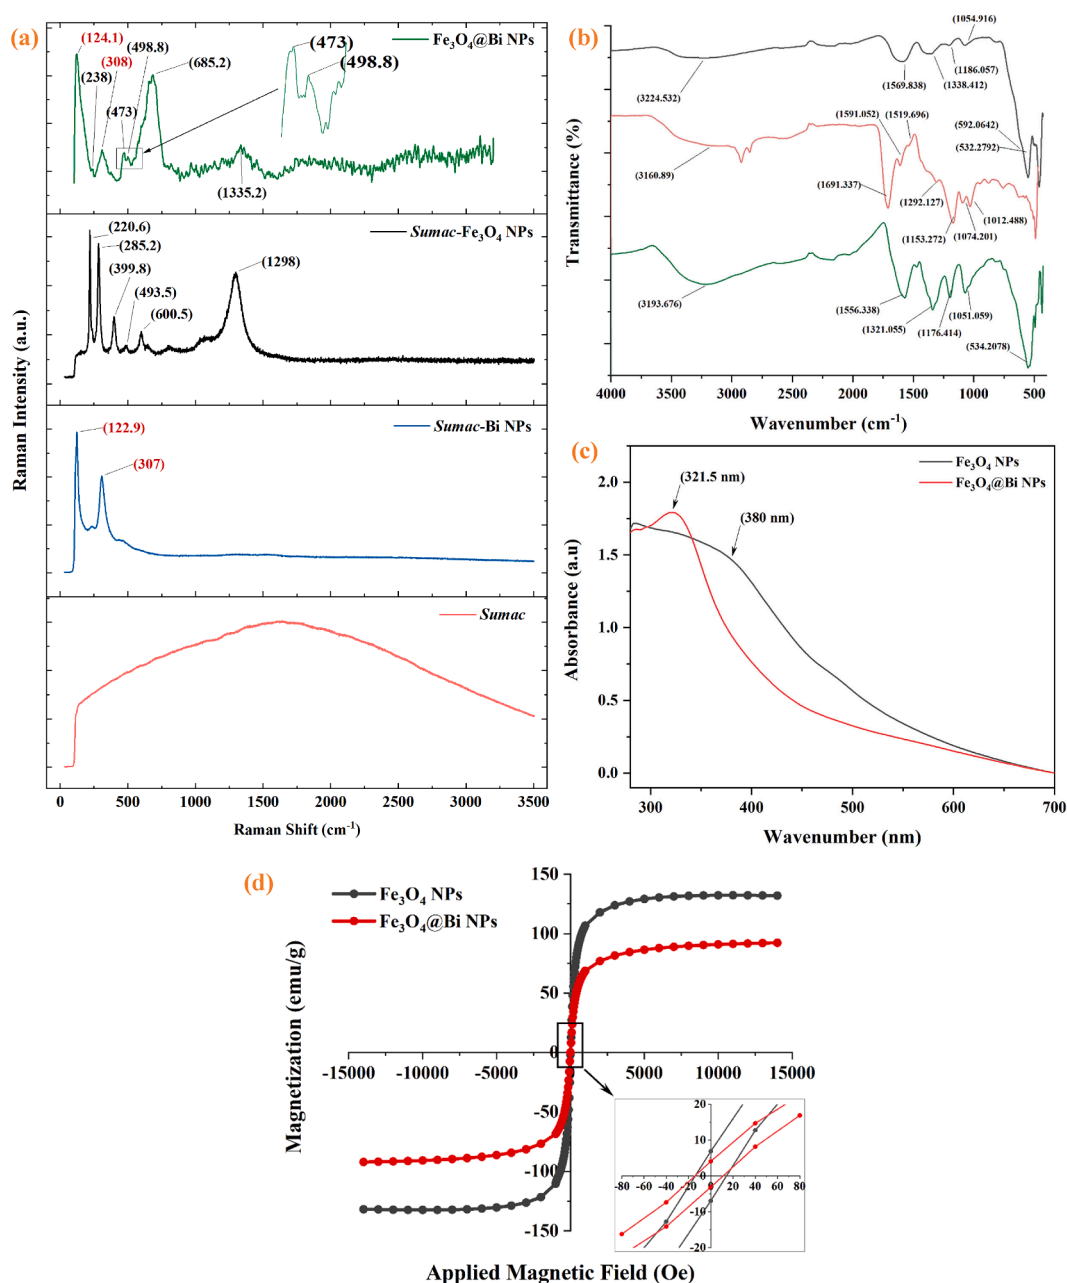 (a)
Raman Intensity (a.u.)
(124.1)
(238)
(308)
(498.8)
(473)
(685.2)
(473)
(498.8)
Fe₃O₄@Bi NPs
(1335.2)
(220.6)
(285.2)
(399.8)
(493.5)
(600.5)
(1298)
Sumac-Fe₃O₄ NPs
(122.9)
(307)
Sumac-Bi NPs
Sumac
0 500 1000 1500 2000 2500 3000 3500
Raman Shift (cm⁻¹)
(b)
Transmittance (%)
(3224.532)
(1569.838)
(1338.412)
(1186.057)
(1054.916)
(592.0642)
(532.2792)
(3160.89)
(1691.337)
(1591.052)
(1519.696)
(1292.127)
(1153.272)
(1074.201)
(1012.488)
(3193.676)
(1556.338)
(1321.055)
(1176.414)
(1051.059)
(534.2078)
4000 3500 3000 2500 2000 1500 1000 500
Wavenumber (cm⁻¹)
(c)
Absorbance (a.u)
2.0
1.5
1.0
0.5
0.0
(321.5 nm)
(380 nm)
Fe₃O₄ NPs
Fe₃O₄@Bi NPs
300 400 500 600 700
Wavenumber (nm)
(d)
Fe₃O₄ NPs
Fe₃O₄@Bi NPs
Magnetization (emu/g)
150
100
50
0
-50
-100
-150
-15000 -10000 -5000 5000 10000 15000
20
10
0
-10
-20
-80 -60 -40 -20 0 20 40 60 80
Applied Magnetic Field (Oe)